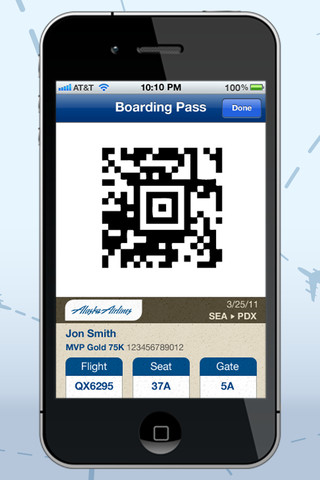 AT&T 10:10 PM 100%
Boarding Pass Done
Alaska Airlines 3/25/11
SEA ▸ PDX
Jon Smith
MVP Gold 75K 123456789012
Flight Seat Gate
QX6295 37A 5A